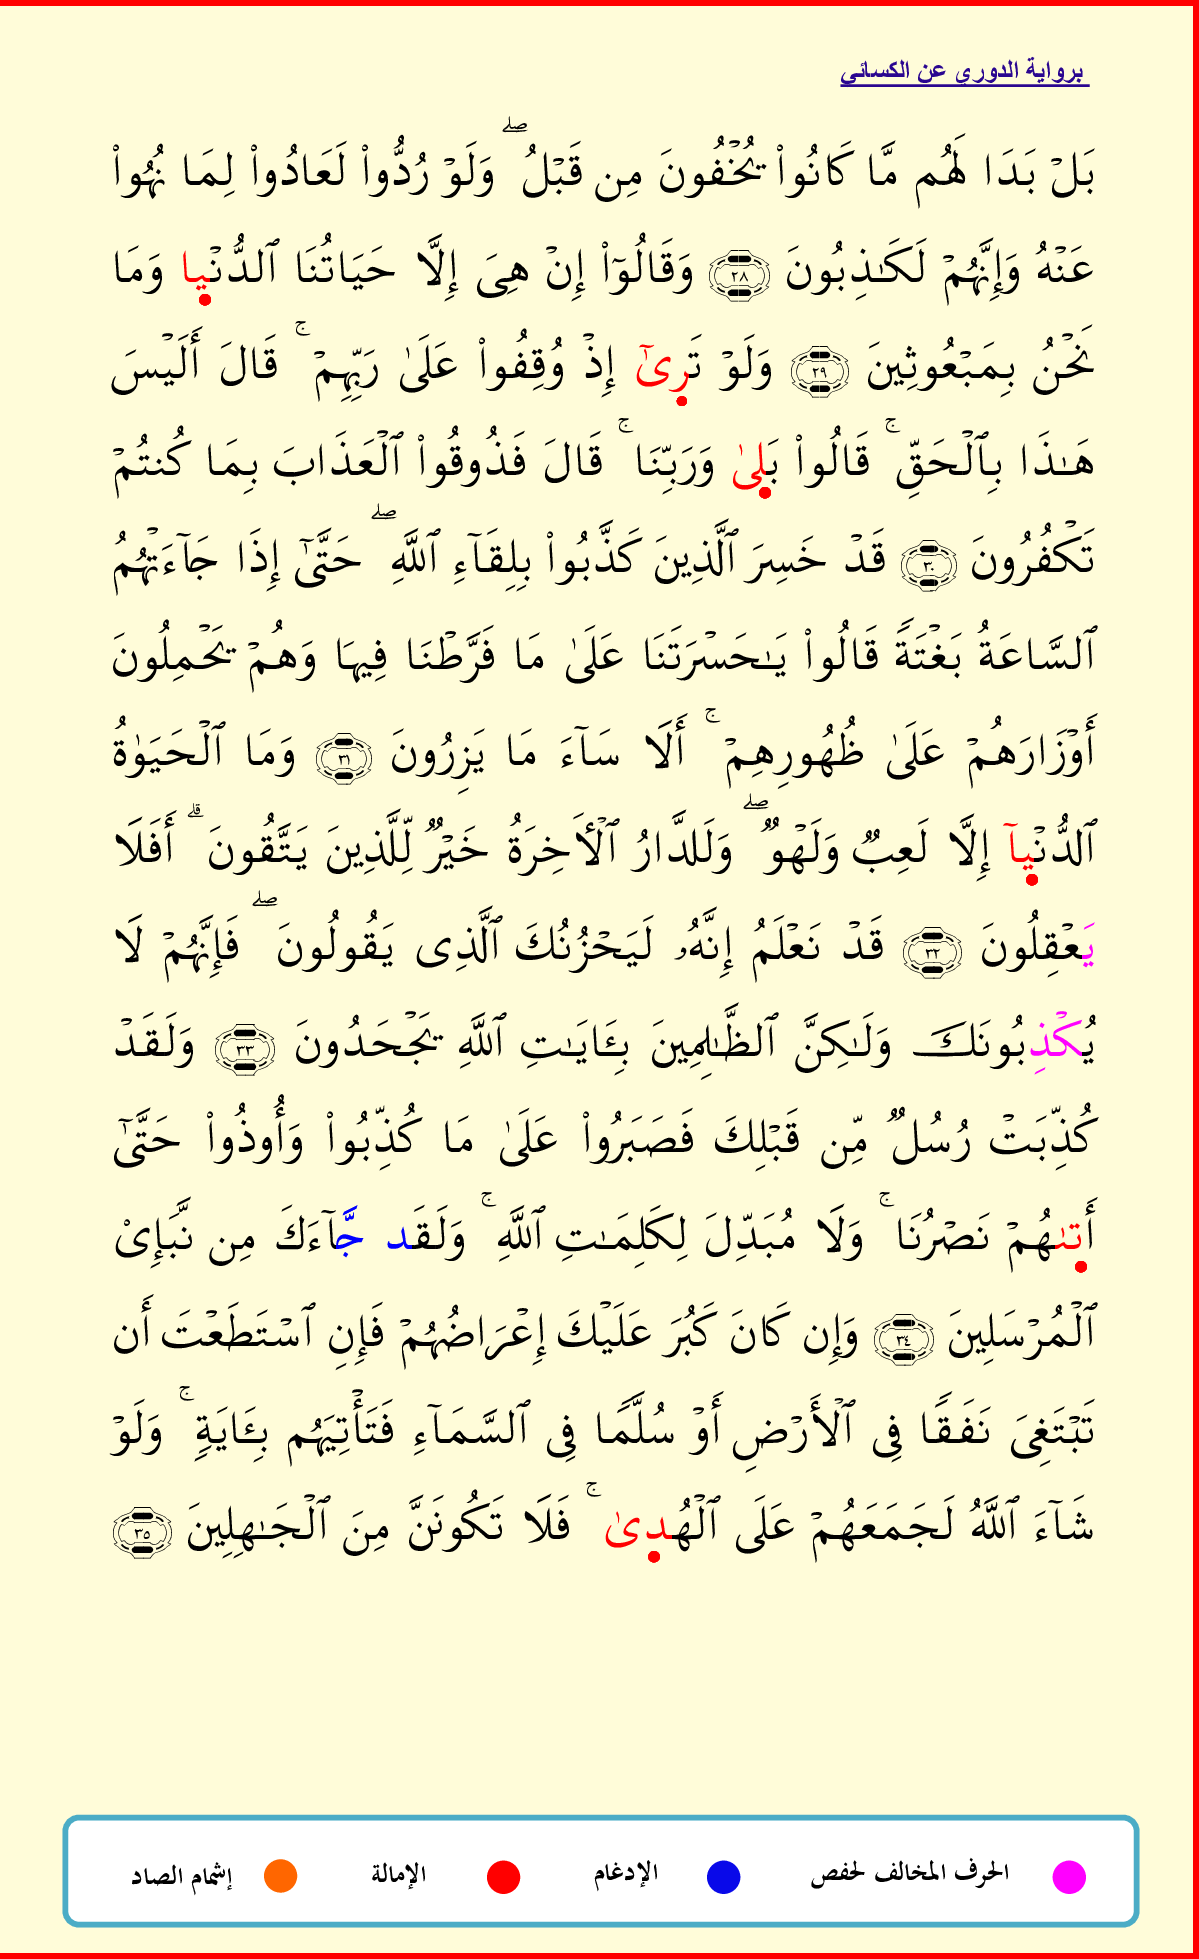 برواية الدوري عن الكسائي
بَلۡ بَدَا لَهُم مَّا كَانُواْ يُخۡفُونَ مِن قَبۡلُۖ وَلَوۡ رُدُّواْ لَعَادُواْ لِمَا نُهُواْ
عَنۡهُ وَإِنَّهُمۡ لَكَٰذِبُونَ ٢٨ وَقَالُوٓاْ إِنۡ هِيَ إِلَّا حَيَاتُنَا ٱلدُّنۡيا وَمَا
نَحۡنُ بِمَبۡعُوثِينَ ٢٩ وَلَوۡ تَرِىٰٓ إِذۡ وُقِفُواْ عَلَىٰ رَبِّهِمۡۚ قَالَ أَلَيۡسَ
هَٰذَا بِٱلۡحَقِّۚ قَالُواْ بَلِىٰ وَرَبِّنَاۚ قَالَ فَذُوقُواْ ٱلۡعَذَابَ بِمَا كُنتُمۡ
تَكۡفُرُونَ ٣٠ قَدۡ خَسِرَ ٱلَّذِينَ كَذَّبُواْ بِلِقَآءِ ٱللَّهِۖ حَتَّىٰٓ إِذَا جَآءَتۡهُمُ
ٱلسَّاعَةُ بَغۡتَةٗ قَالُواْ يَٰحَسۡرَتَنَا عَلَىٰ مَا فَرَّطۡنَا فِيهَا وَهُمۡ يَحۡمِلُونَ
أَوۡزَارَهُمۡ عَلَىٰ ظُهُورِهِمۡۚ أَلَا سَآءَ مَا يَزِرُونَ ٣١ وَمَا ٱلۡحَيَوٰةُ
ٱلدُّنۡيآ إِلَّا لَعِبٞ وَلَهۡوٞۖ وَلَلدَّارُ ٱلۡأٓخِرَةُ خَيۡرٞ لِّلَّذِينَ يَتَّقُونَۚ أَفَلَا
يَعۡقِلُونَ ٣٢ قَدۡ نَعۡلَمُ إِنَّهُۥ لَيَحۡزُنُكَ ٱلَّذِي يَقُولُونَۖ فَإِنَّهُمۡ لَا
يُكۡذِبُونَكَ وَلَٰكِنَّ ٱلظَّٰلِمِينَ بِـَٔايَٰتِ ٱللَّهِ يَجۡحَدُونَ ٣٣ وَلَقَدۡ
كُذِّبَتۡ رُسُلٞ مِّن قَبۡلِكَ فَصَبَرُواْ عَلَىٰ مَا كُذِّبُواْ وَأُوذُواْ حَتَّىٰٓ
أَتىٰهُمۡ نَصۡرُنَاۚ وَلَا مُبَدِّلَ لِكَلِمَٰتِ ٱللَّهِۚ وَلَقَد جَّآءَكَ مِن نَّبَإِيْ
ٱلۡمُرۡسَلِينَ ٣٤ وَإِن كَانَ كَبُرَ عَلَيۡكَ إِعۡرَاضُهُمۡ فَإِنِ ٱسۡتَطَعۡتَ أَن
تَبۡتَغِيَ نَفَقٗا فِي ٱلۡأَرۡضِ أَوۡ سُلَّمٗا فِي ٱلسَّمَآءِ فَتَأۡتِيَهُم بِـَٔايَةٖۚ وَلَوۡ
شَآءَ ٱللَّهُ لَجَمَعَهُمۡ عَلَى ٱلۡهُدِىٰۚ فَلَا تَكُونَنَّ مِنَ ٱلۡجَٰهِلِينَ ٣٥
الحرف المخالف لحفص الإدغام الإمالة إشمام الصاد